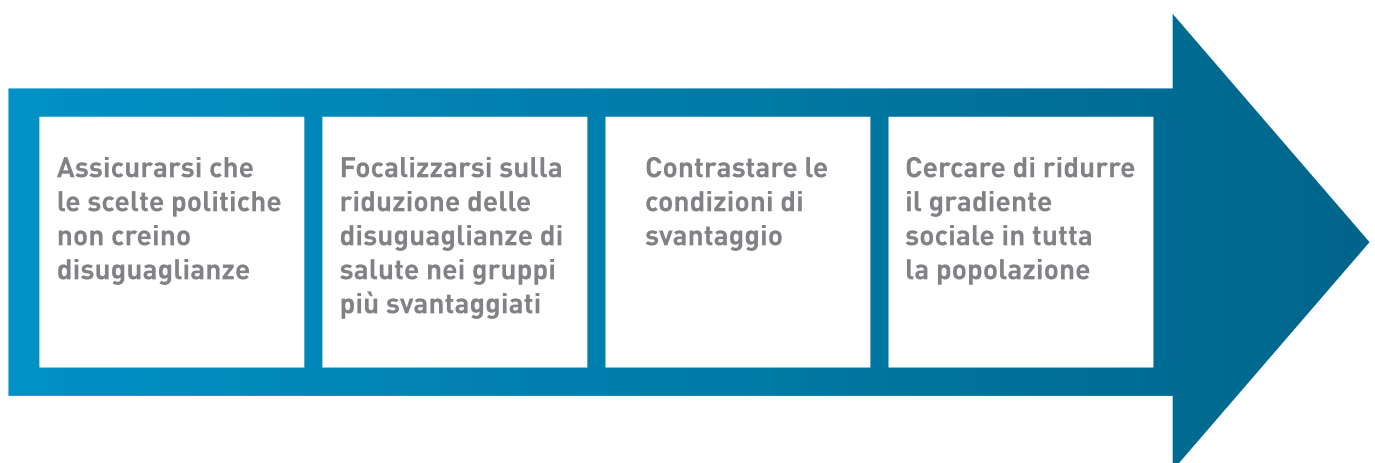 Assicurarsi che
le scelte politiche
non creino
disuguaglianze
Focalizzarsi sulla
riduzione delle
disuguaglianze di
salute nei gruppi
più svantaggiati
Contrastare le
condizioni di
svantaggio
Cercare di ridurre
il gradiente
sociale in tutta
la popolazione